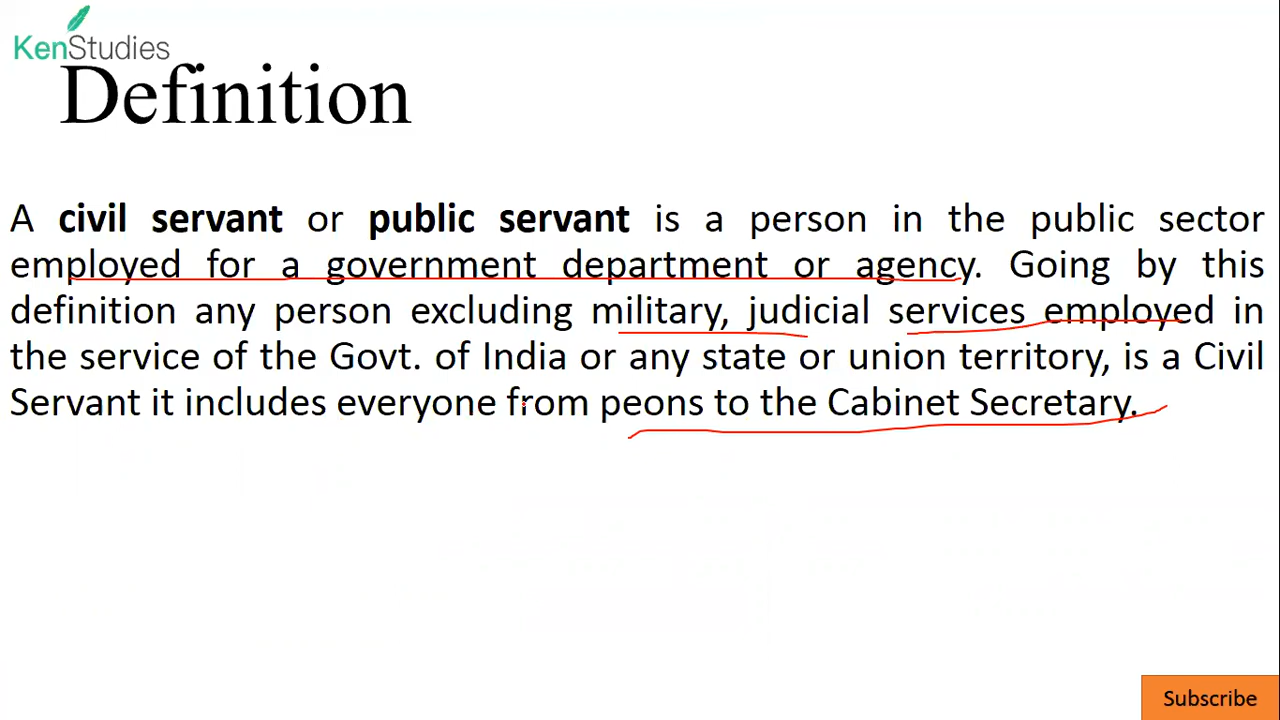 KenStudies
Definition
A civil servant or public servant is a person in the public sector
employed for a government department or agency. Going by this
definition any person excluding military, judicial services employed in
the service of the Govt. of India or any state or union territory, is a Civil
Servant it includes everyone from peons to the Cabinet Secretary.
Subscribe